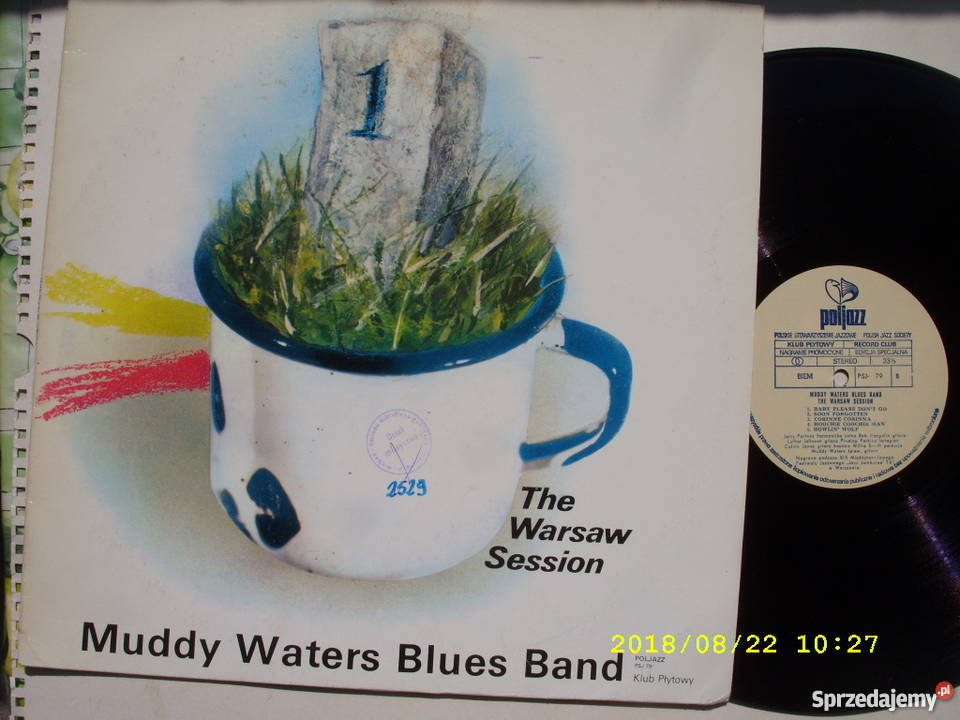 1
2529
The
Warsaw
Session
Muddy Waters Blues Band
POLJAZZ
PSJ 79
Klub Płytowy
poljazz
POLSKIE STOWARZYSZENIE JAZZOWE POLISH JAZZ SOCIETY
KLUB PŁYTOWY RECORD CLUB
NAGRANIE PROMOCYJNE EDYCJA SPECJALNA
STEREO 33⅓
BIEM PSJ- 79 B
MUDDY WATERS BLUES BAND
THE WARSAW SESSION
1. BABY PLEASE DON'T GO
2. SOON FORGOTTEN
3. CORINNE CORINNA
4. HOOCHIE COOCHIE MAN
5. HOWLIN' WOLF
2018/08/22 10:27
Sprzedajemy.pl